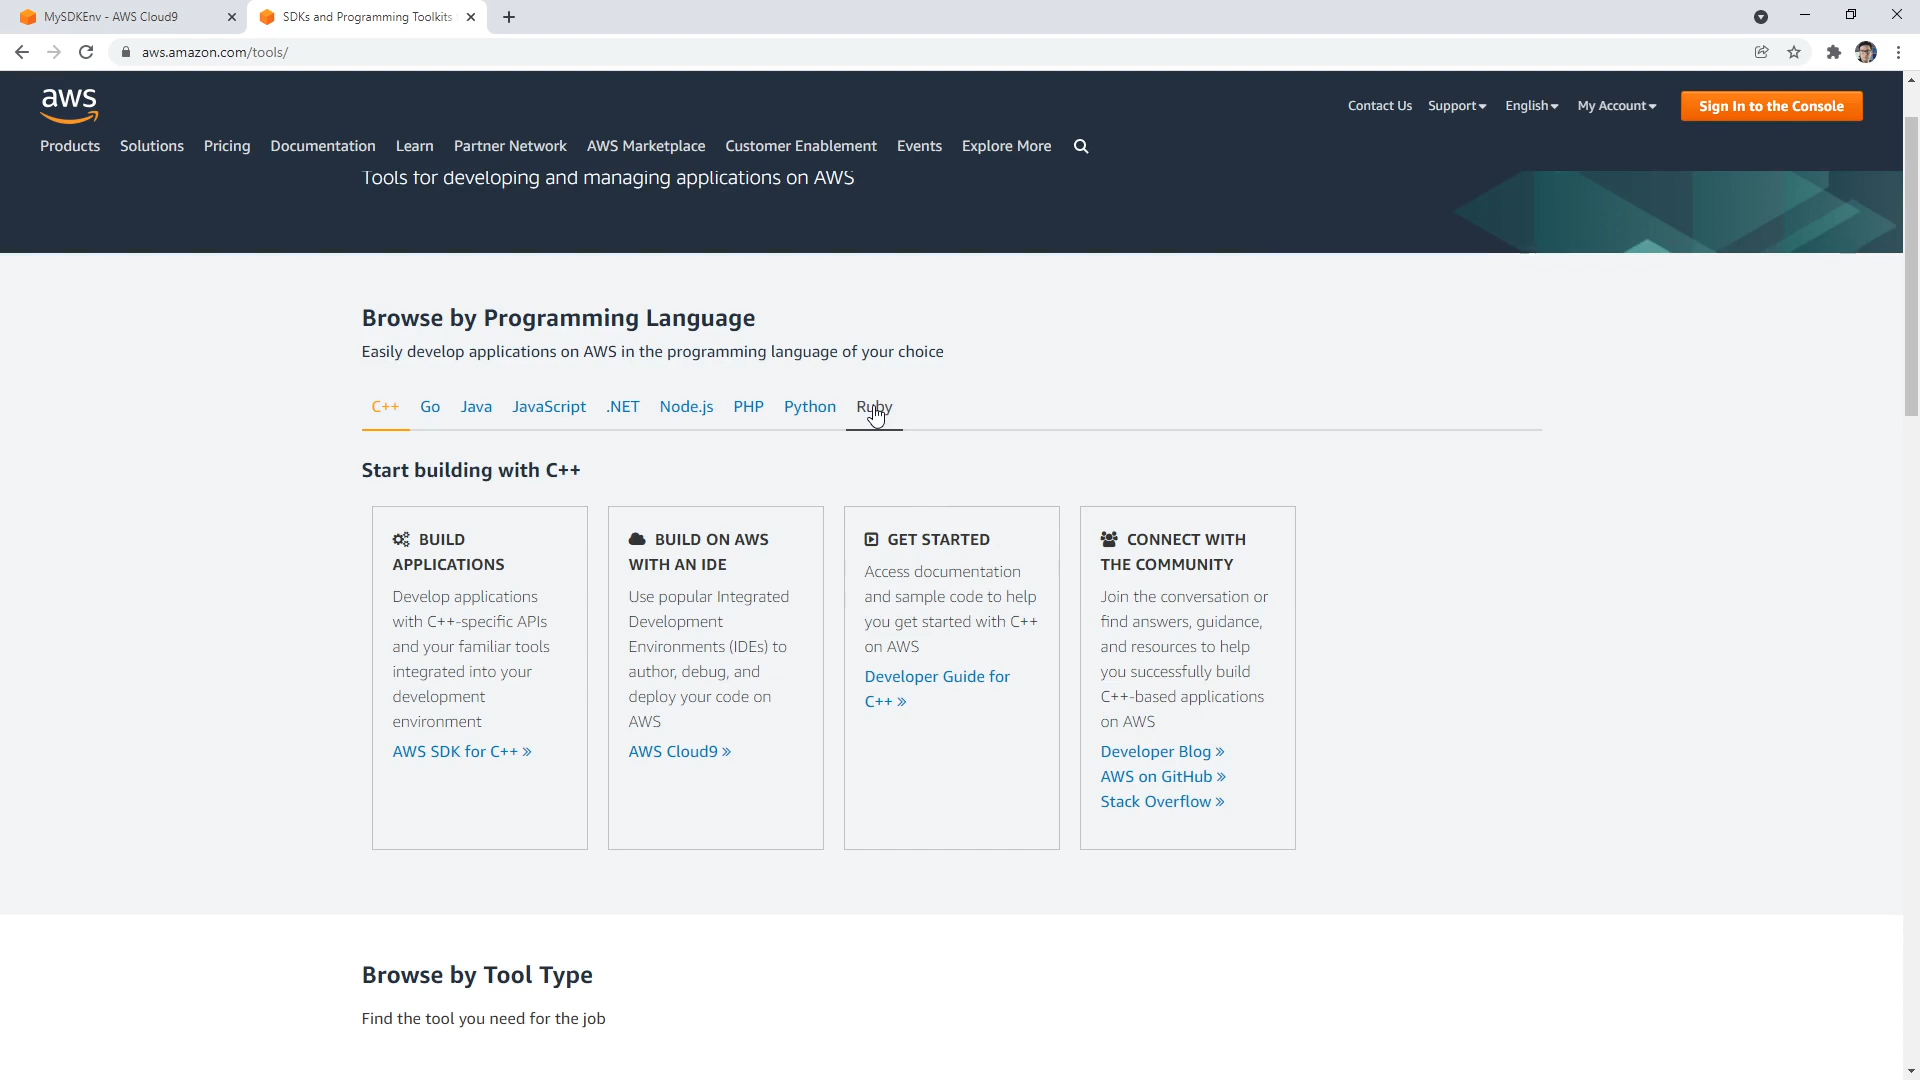 MySDKEnv - AWS Cloud9
SDKs and Programming Toolkits
aws.amazon.com/tools/
aws
Contact Us Support English My Account Sign In to the Console
Products Solutions Pricing Documentation Learn Partner Network AWS Marketplace Customer Enablement Events Explore More
Tools for developing and managing applications on AWS
Browse by Programming Language
Easily develop applications on AWS in the programming language of your choice
C++ Go Java JavaScript .NET Node.js PHP Python Ruby
Start building with C++
BUILD
APPLICATIONS
Develop applications
with C++-specific APIs
and your familiar tools
integrated into your
development
environment
AWS SDK for C++ »
BUILD ON AWS
WITH AN IDE
Use popular Integrated
Development
Environments (IDEs) to
author, debug, and
deploy your code on
AWS
AWS Cloud9 »
GET STARTED
Access documentation
and sample code to help
you get started with C++
on AWS
Developer Guide for
C++ »
CONNECT WITH
THE COMMUNITY
Join the conversation or
find answers, guidance,
and resources to help
you successfully build
C++-based applications
on AWS
Developer Blog »
AWS on GitHub »
Stack Overflow »
Browse by Tool Type
Find the tool you need for the job